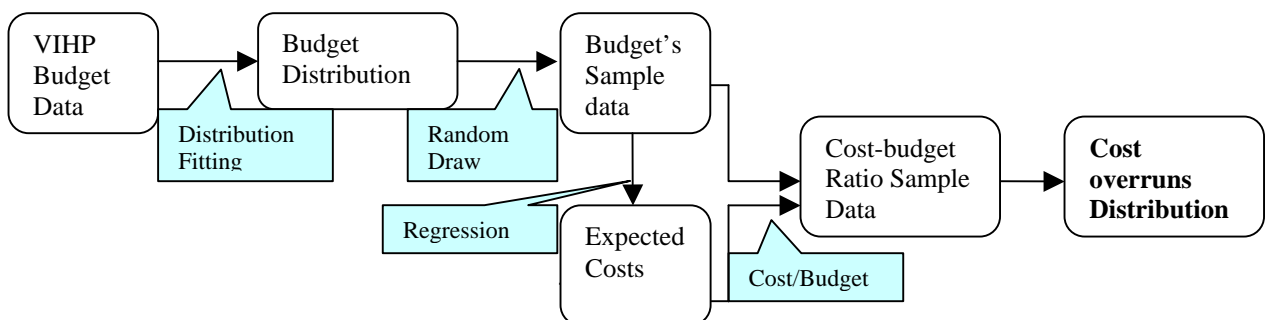 VIHP
Budget
Data
Budget
Distribution
Budget's
Sample
data
Distribution
Fitting
Random
Draw
Regression
Expected
Costs
Cost/Budget
Cost-budget
Ratio Sample
Data
Cost
overruns
Distribution